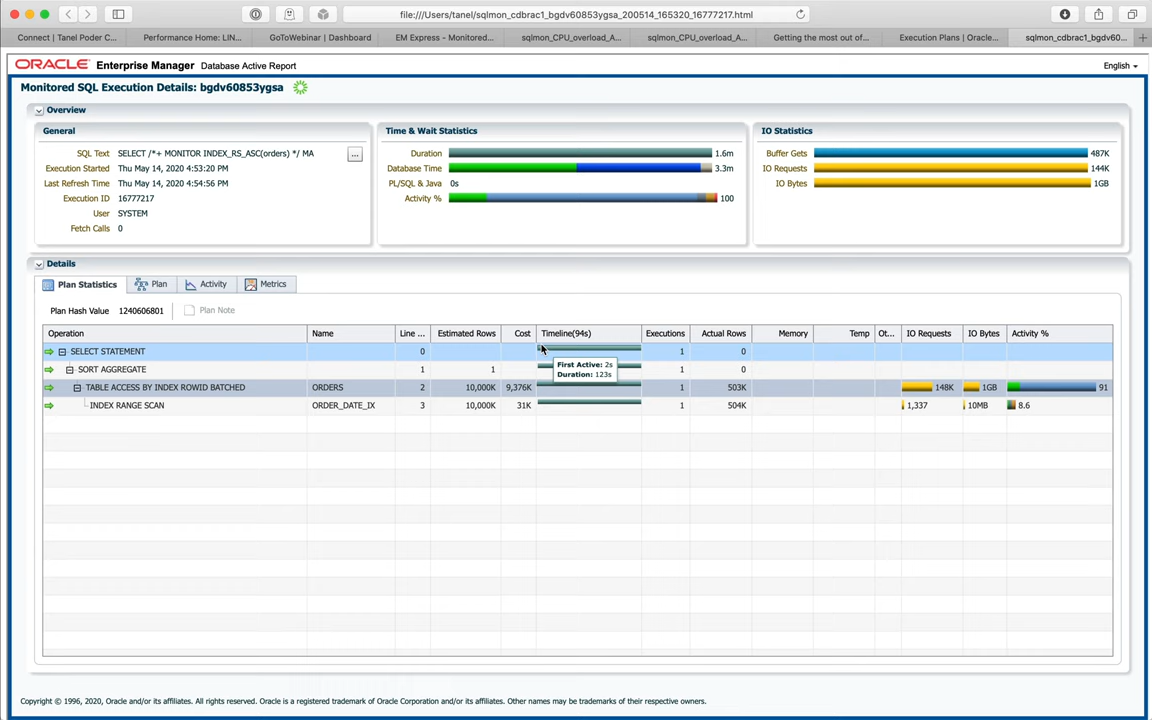 file:///Users/tanel/sqlmon_cdbrac1_bgdv60853ygsa_200514_165320_16777217.html
Connect | Tanel Poder C... Performance Home: LIN... GoToWebinar | Dashboard EM Express - Monitored... sqlmon_CPU_overload_A... sqlmon_CPU_overload_A... Getting the most out of... Execution Plans | Oracle... sqlmon_cdbrac1_bgdv60...
ORACLE Enterprise Manager Database Active Report English
Monitored SQL Execution Details: bgdv60853ygsa
Overview
General
SQL Text SELECT /*+ MONITOR INDEX_RS_ASC(orders) */ MA ...
Execution Started Thu May 14, 2020 4:53:20 PM
Last Refresh Time Thu May 14, 2020 4:54:56 PM
Execution ID 16777217
User SYSTEM
Fetch Calls 0
Time & Wait Statistics
Duration 1.6m
Database Time 3.3m
PL/SQL & Java 0s
Activity % 100
IO Statistics
Buffer Gets 487K
IO Requests 144K
IO Bytes 1GB
Details
Plan Statistics Plan Activity Metrics
Plan Hash Value 1240606801 Plan Note
Operation Name Line ... Estimated Rows Cost Timeline(94s) Executions Actual Rows Memory Temp Ot... IO Requests IO Bytes Activity %
SELECT STATEMENT 0 1 0
SORT AGGREGATE 1 1 1 0
TABLE ACCESS BY INDEX ROWID BATCHED ORDERS 2 10,000K 9,376K 1 503K 148K 1GB 91
INDEX RANGE SCAN ORDER_DATE_IX 3 10,000K 31K 1 504K 1,337 10MB 8.6
First Active: 2s
Duration: 123s
Copyright © 1996, 2020, Oracle and/or its affiliates. All rights reserved. Oracle is a registered trademark of Oracle Corporation and/or its affiliates. Other names may be trademarks of their respective owners.